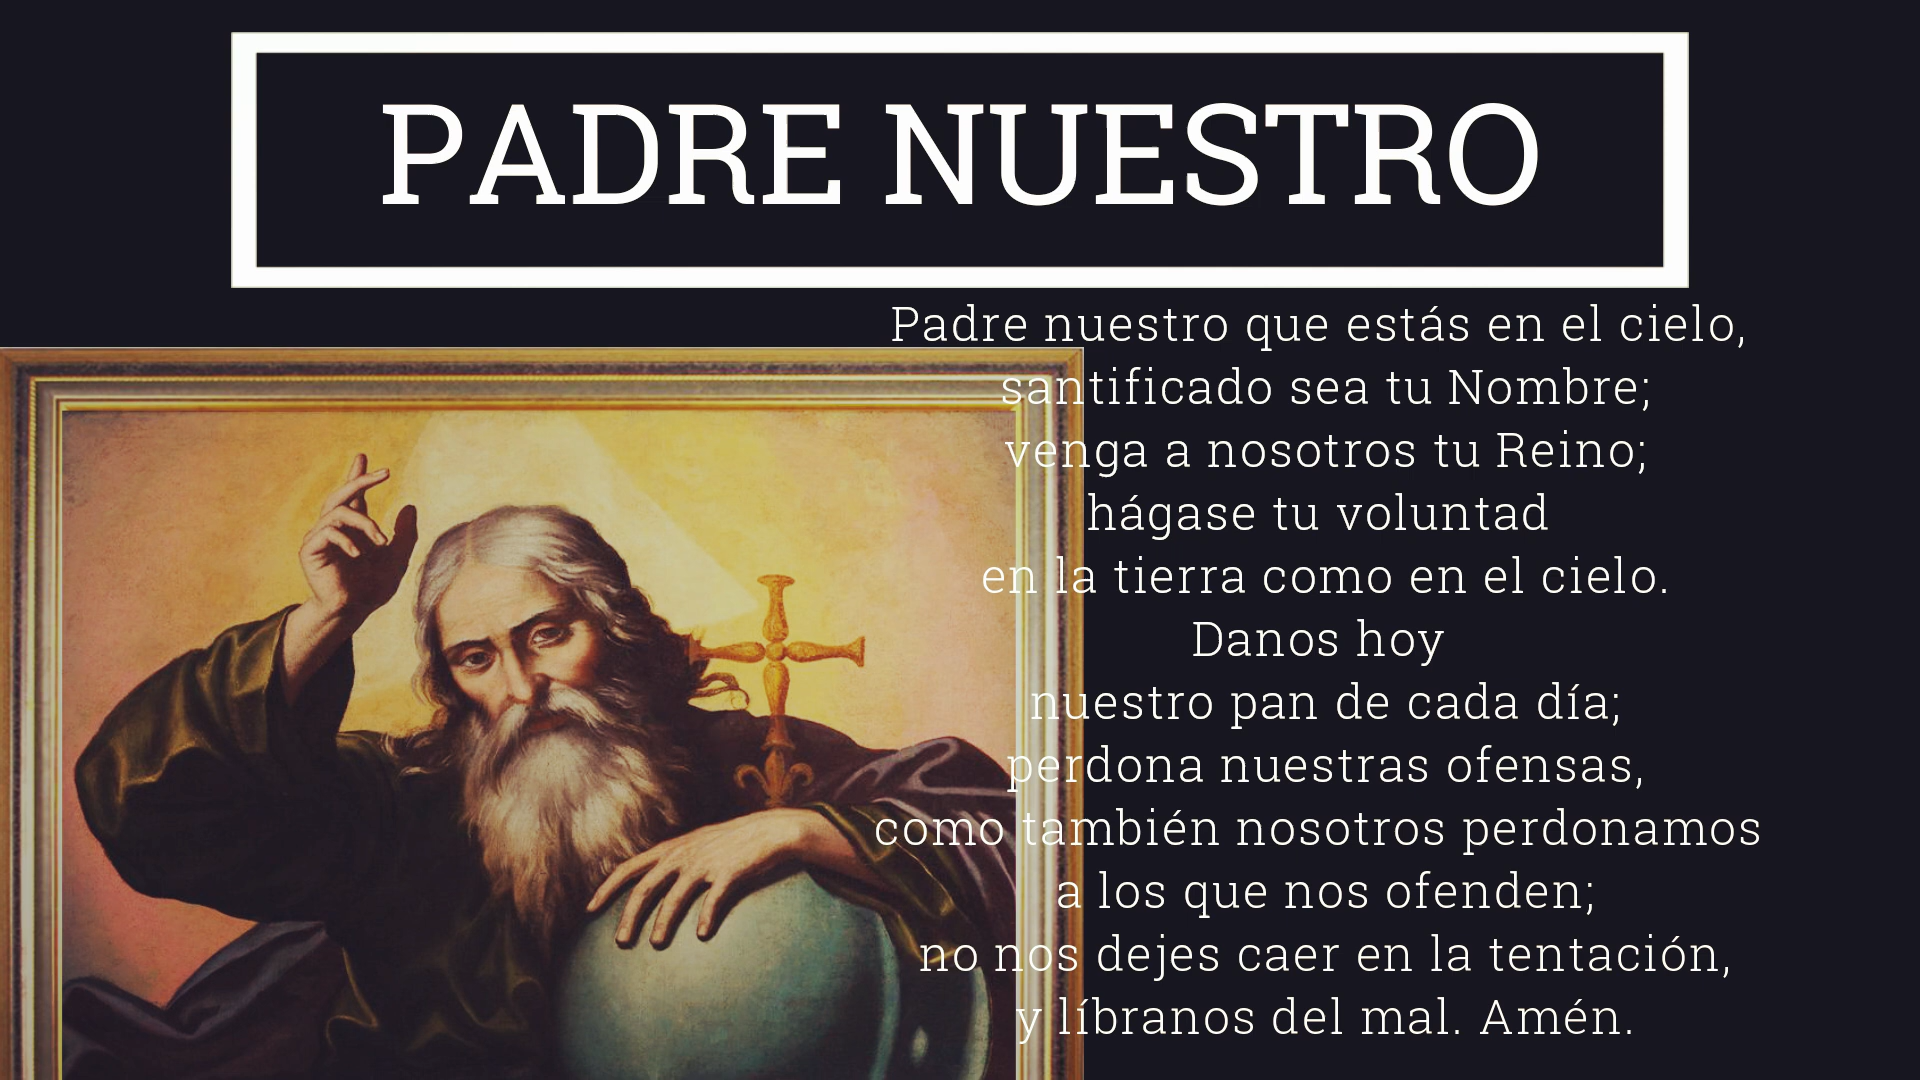 PADRE NUESTRO
Padre nuestro que estás en el cielo,
santificado sea tu Nombre;
venga a nosotros tu Reino;
hágase tu voluntad
en la tierra como en el cielo.
Danos hoy
nuestro pan de cada día;
perdona nuestras ofensas,
como también nosotros perdonamos
a los que nos ofenden;
no nos dejes caer en la tentación,
y líbranos del mal. Amén.